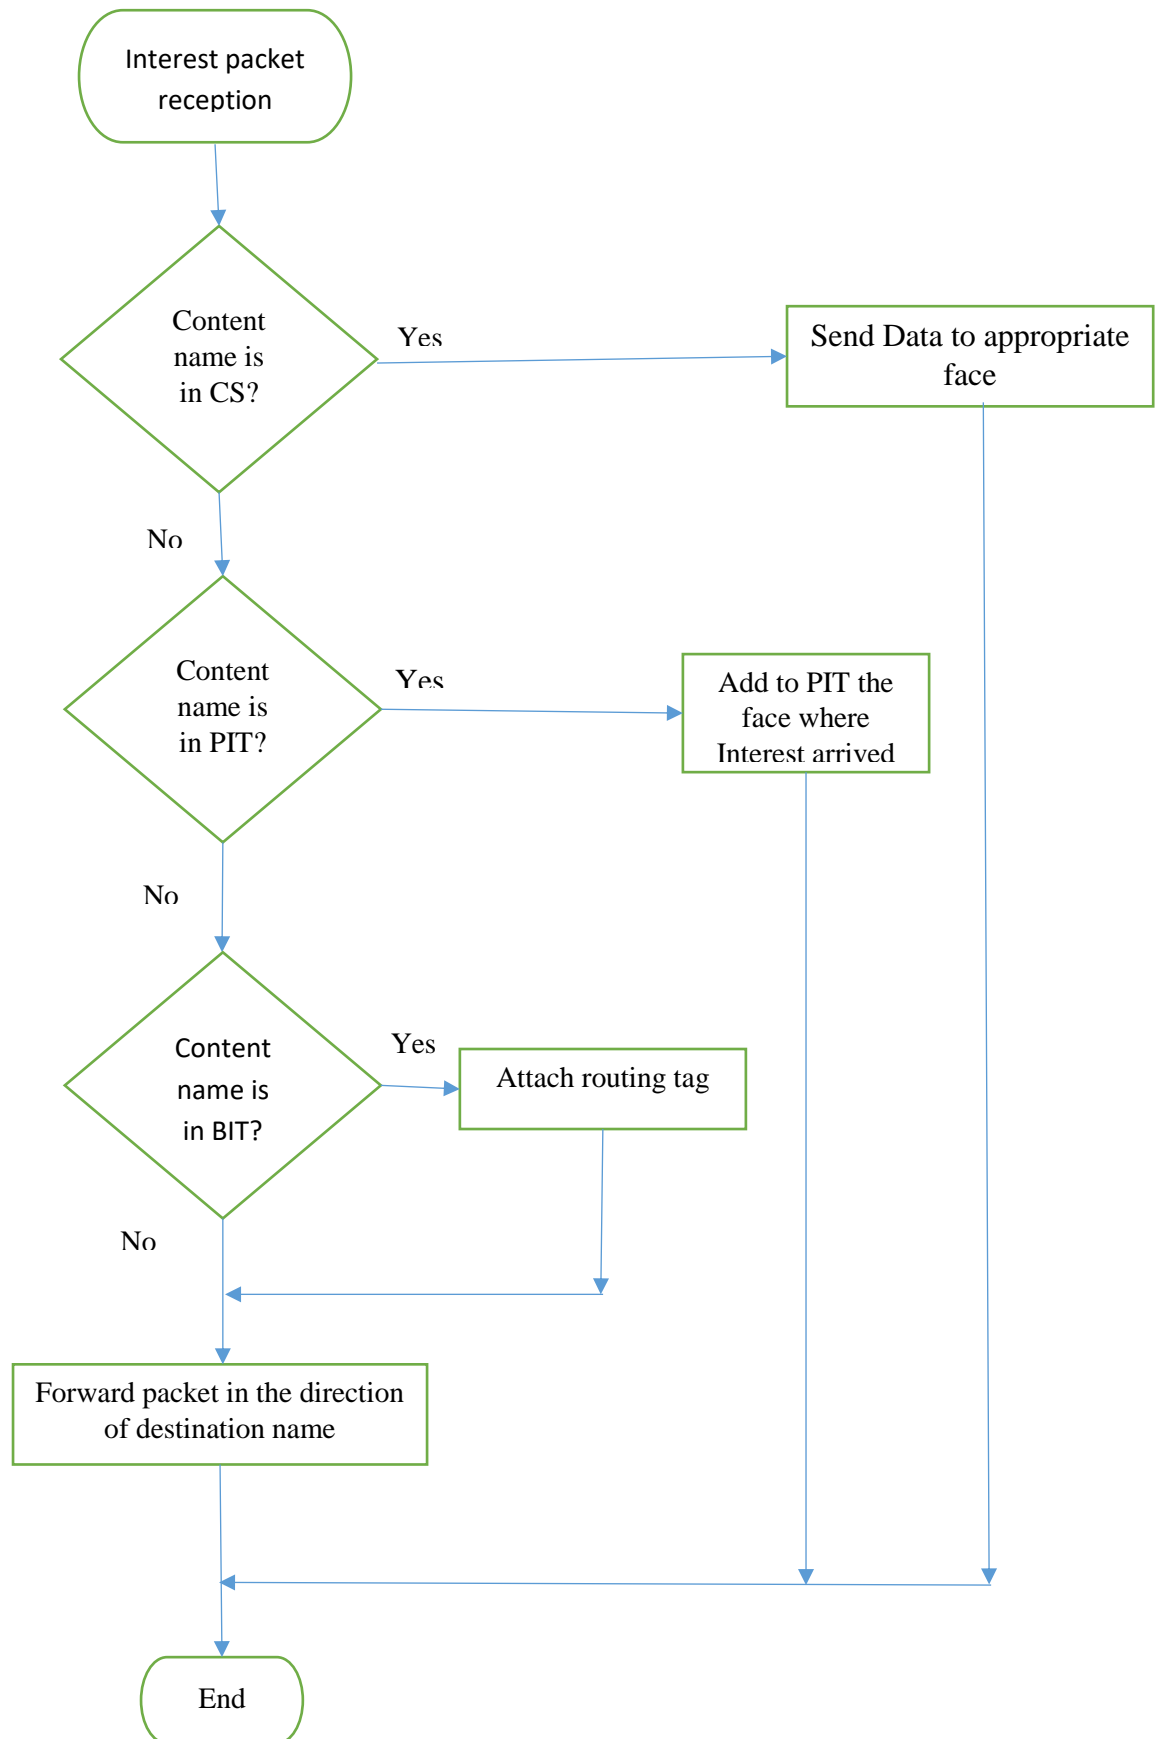 Interest packet
reception
Content
name is
in CS?
Yes
Send Data to appropriate
face
No
Content
name is
in PIT?
Yes
Add to PIT the
face where
Interest arrived
No
Content
name is
in BIT?
Yes
Attach routing tag
No
Forward packet in the direction
of destination name
End